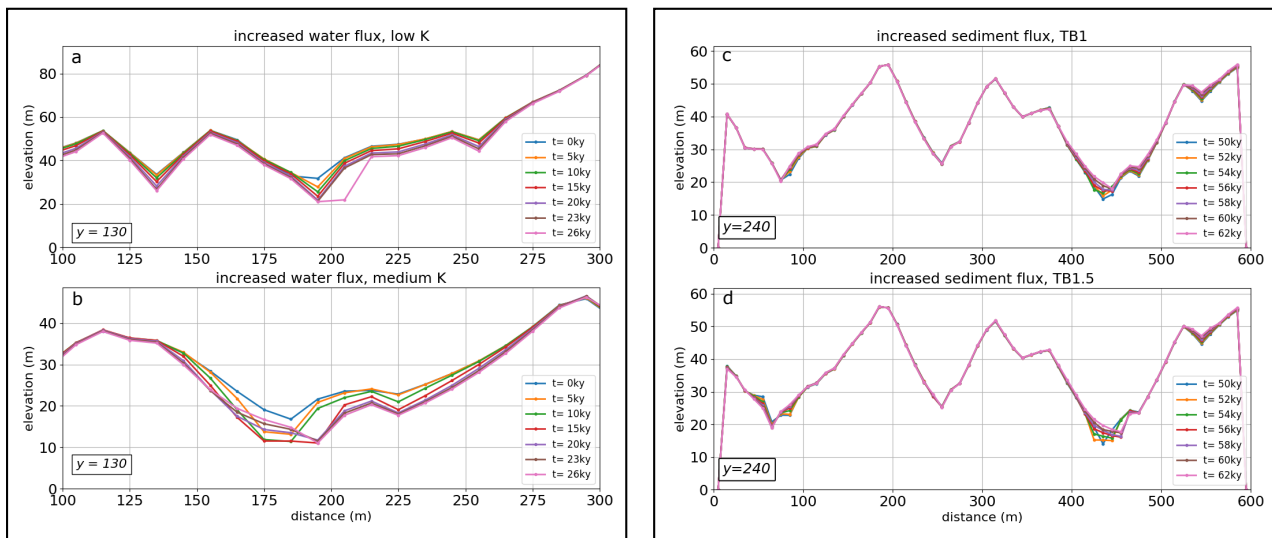 increased water flux, low K
a
elevation (m)
80
60
40
20
0
t= 0ky
t= 5ky
t= 10ky
t= 15ky
t= 20ky
t= 23ky
t= 26ky
y = 130
100 125 150 175 200 225 250 275 300
increased water flux, medium K
b
elevation (m)
40
30
20
10
0
t= 0ky
t= 5ky
t= 10ky
t= 15ky
t= 20ky
t= 23ky
t= 26ky
y = 130
100 125 150 175 200 225 250 275 300
distance (m)
increased sediment flux, TB1
c
elevation (m)
60
50
40
30
20
10
0
t= 50ky
t= 52ky
t= 54ky
t= 56ky
t= 58ky
t= 60ky
t= 62ky
y=240
0 100 200 300 400 500 600
increased sediment flux, TB1.5
d
elevation (m)
60
50
40
30
20
10
0
t= 50ky
t= 52ky
t= 54ky
t= 56ky
t= 58ky
t= 60ky
t= 62ky
y=240
0 100 200 300 400 500 600
distance (m)